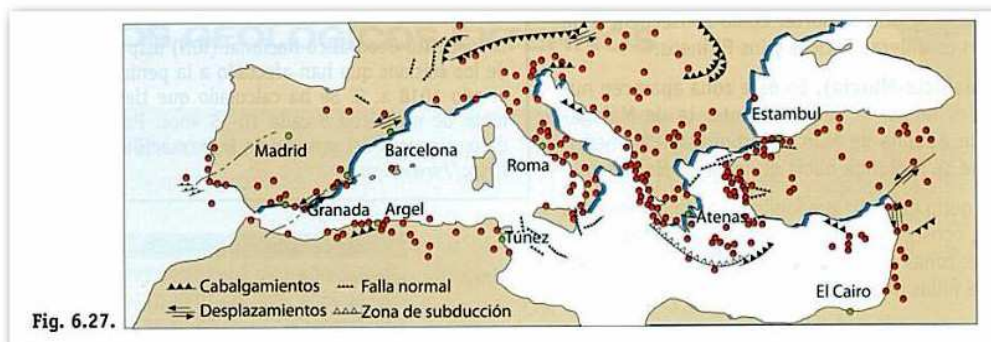 Estambul
Madrid
Barcelona
Roma
Granada
Argel
Atenas
Túnez
Cabalgamientos
Falla normal
El Cairo
Desplazamientos
Zona de subducción
Fig. 6.27.